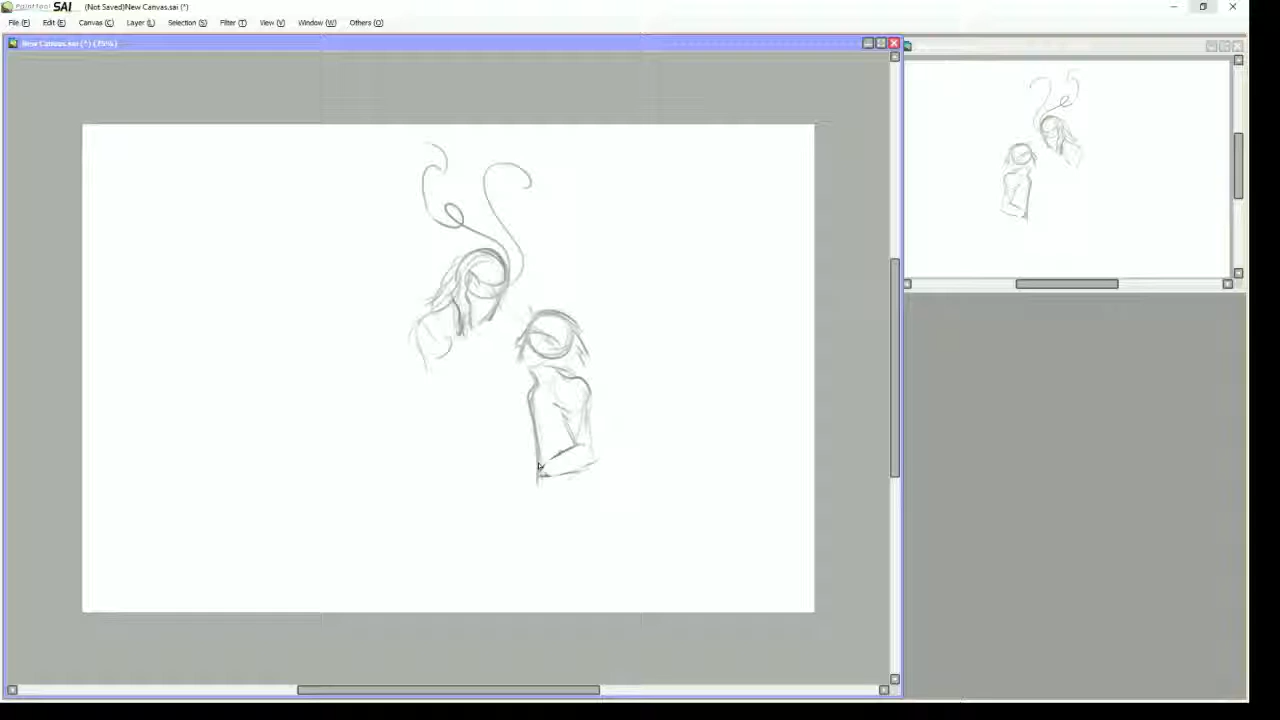 PaintTool SAI (Not Saved)New Canvas.sai (*)
File (F) Edit (E) Canvas (C) Layer (L) Selection (S) Filter (T) View (V) Window (W) Others (O)
New Canvas.sai (*) (75%)